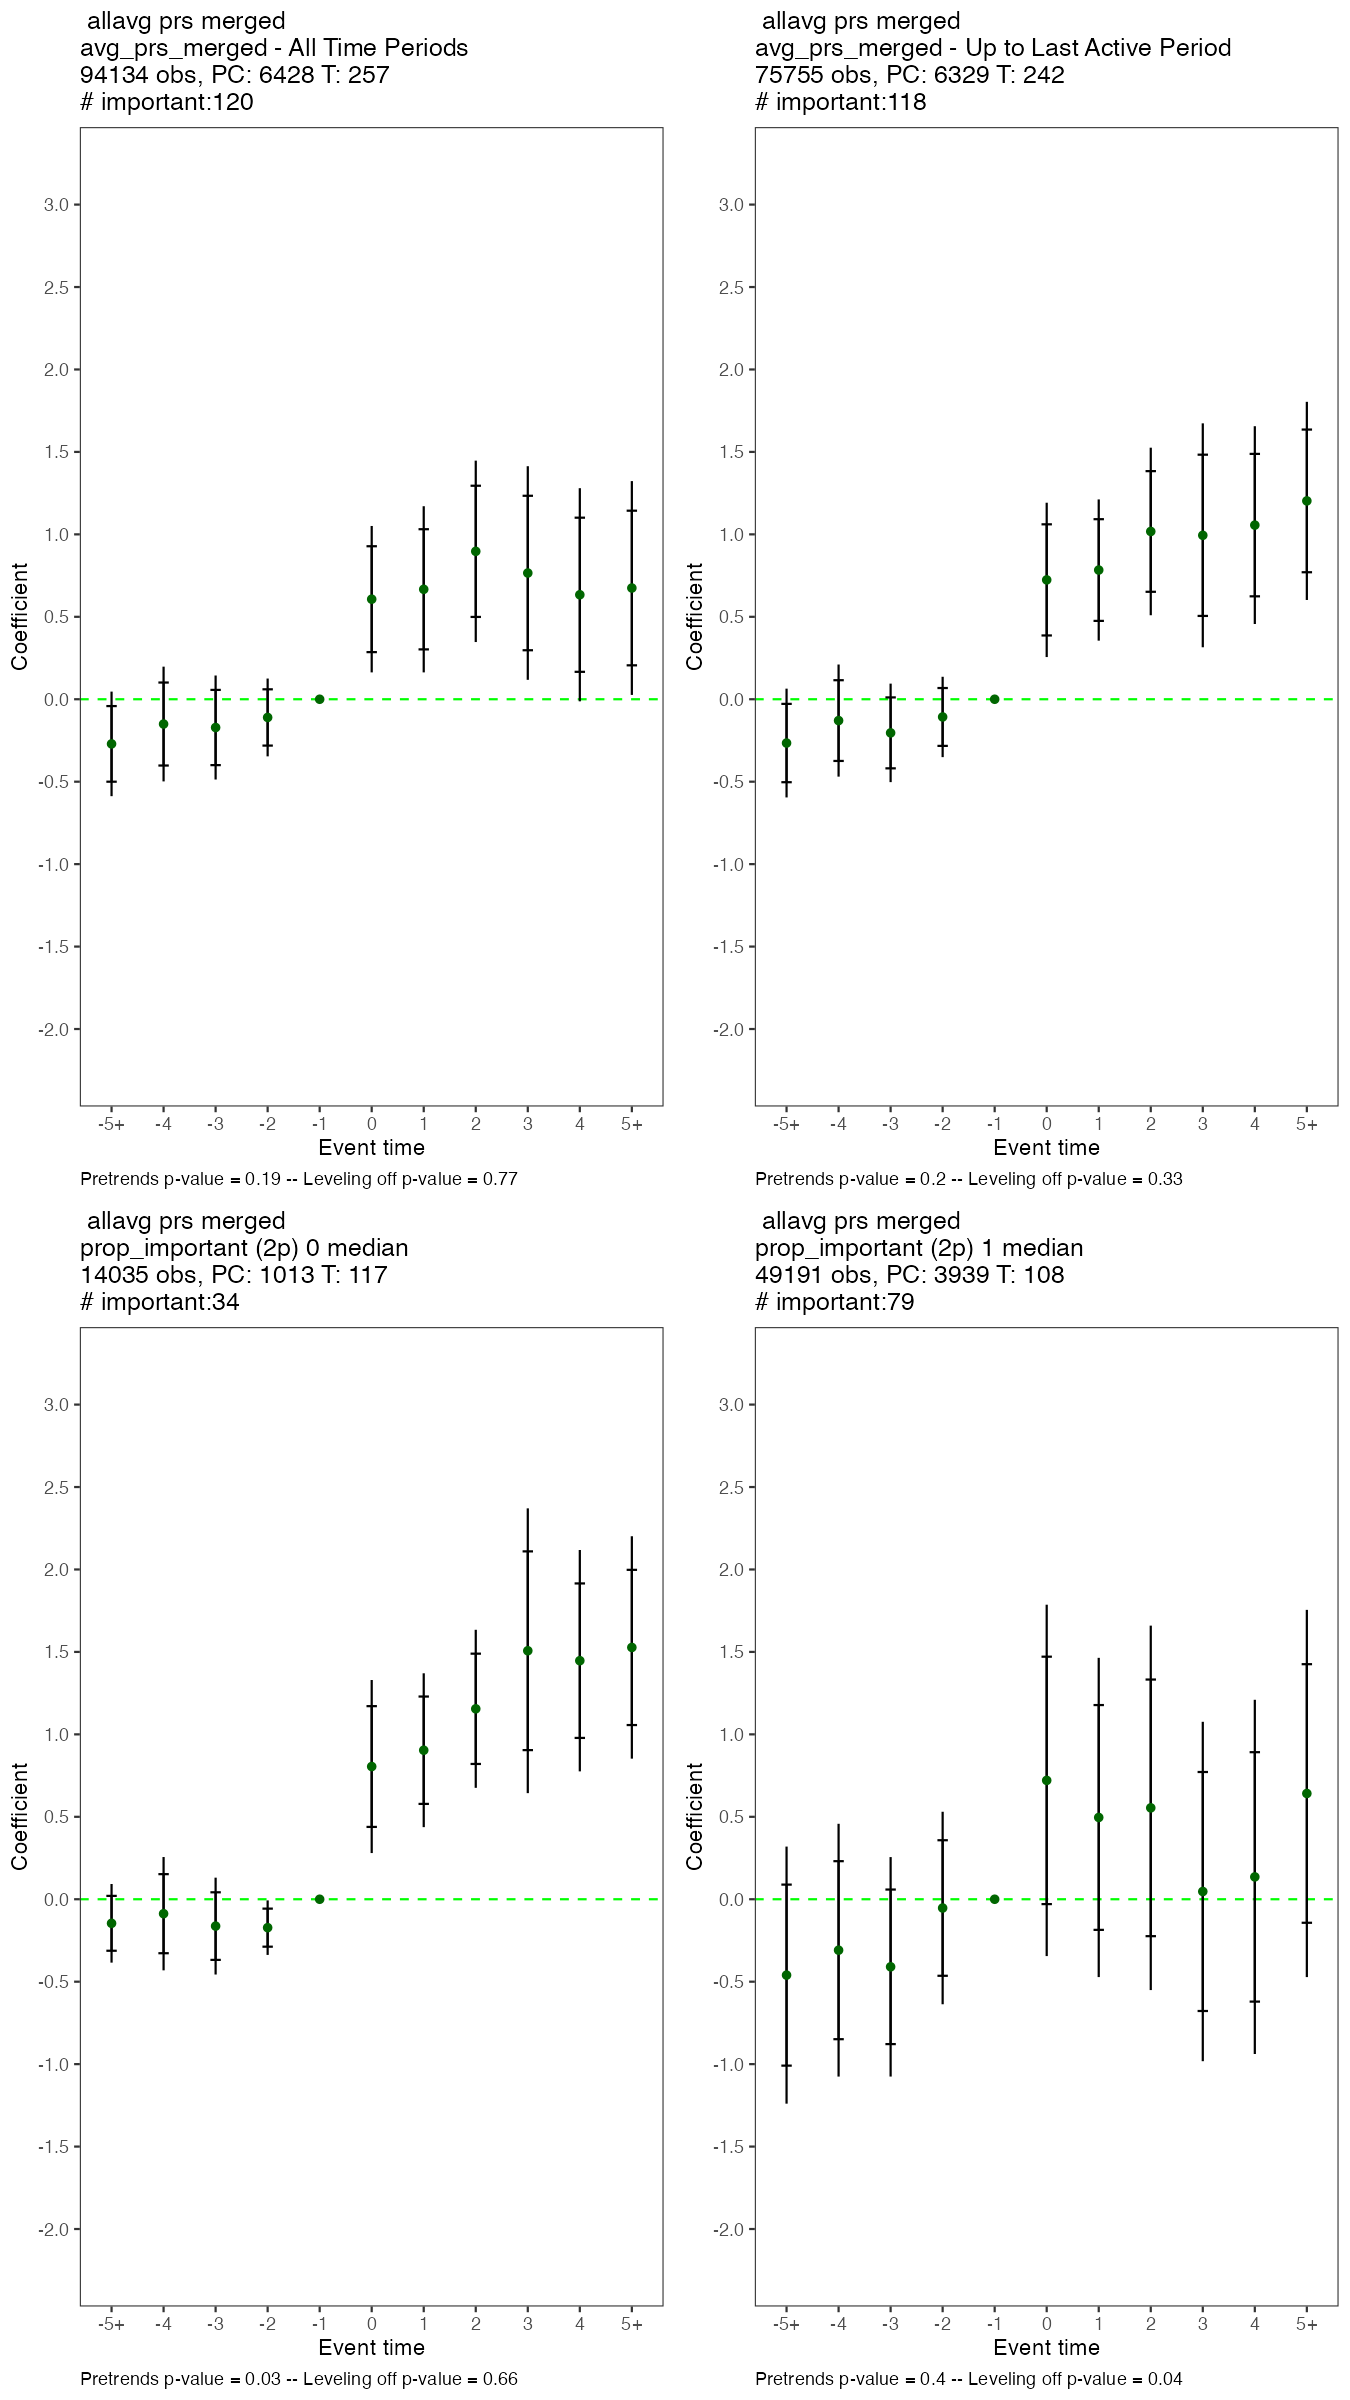 allavg prs merged
avg_prs_merged - All Time Periods
94134 obs, PC: 6428 T: 257
# important:120
Coefficient
3.0
2.5
2.0
1.5
1.0
0.5
0.0
-0.5
-1.0
-1.5
-2.0
-5+ -4 -3 -2 -1 0 1 2 3 4 5+
Event time
Pretrends p-value = 0.19 -- Leveling off p-value = 0.77
allavg prs merged
avg_prs_merged - Up to Last Active Period
75755 obs, PC: 6329 T: 242
# important:118
Coefficient
3.0
2.5
2.0
1.5
1.0
0.5
0.0
-0.5
-1.0
-1.5
-2.0
-5+ -4 -3 -2 -1 0 1 2 3 4 5+
Event time
Pretrends p-value = 0.2 -- Leveling off p-value = 0.33
allavg prs merged
prop_important (2p) 0 median
14035 obs, PC: 1013 T: 117
# important:34
Coefficient
3.0
2.5
2.0
1.5
1.0
0.5
0.0
-0.5
-1.0
-1.5
-2.0
-5+ -4 -3 -2 -1 0 1 2 3 4 5+
Event time
Pretrends p-value = 0.03 -- Leveling off p-value = 0.66
allavg prs merged
prop_important (2p) 1 median
49191 obs, PC: 3939 T: 108
# important:79
Coefficient
3.0
2.5
2.0
1.5
1.0
0.5
0.0
-0.5
-1.0
-1.5
-2.0
-5+ -4 -3 -2 -1 0 1 2 3 4 5+
Event time
Pretrends p-value = 0.4 -- Leveling off p-value = 0.04